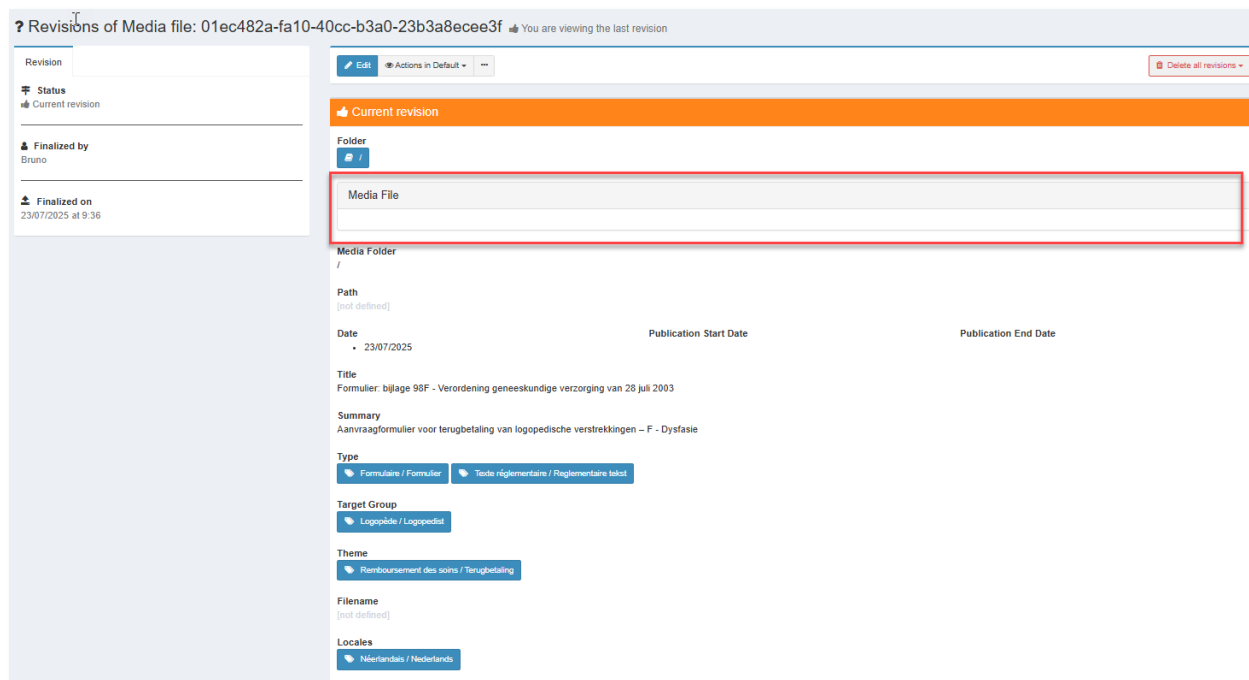 ? Revisions of Media file: 01ec482a-fa10-40cc-b3a0-23b3a8ecee3f You are viewing the last revision
Revision
Status
Current revision
Finalized by
Bruno
Finalized on
23/07/2025 at 9:36
Edit Actions in Default ··· Delete all revisions
Current revision
Folder
/
Media File
Media Folder
/
Path
[not defined]
Date Publication Start Date Publication End Date
• 23/07/2025
Title
Formulier: bijlage 98F - Verordening geneeskundige verzorging van 28 juli 2003
Summary
Aanvraagformulier voor terugbetaling van logopedische verstrekkingen – F - Dysfasie
Type
Formulaire / Formulier Texte réglementaire / Reglementaire tekst
Target Group
Logopède / Logopedist
Theme
Remboursement des soins / Terugbetaling
Filename
[not defined]
Locales
Néerlandais / Nederlands